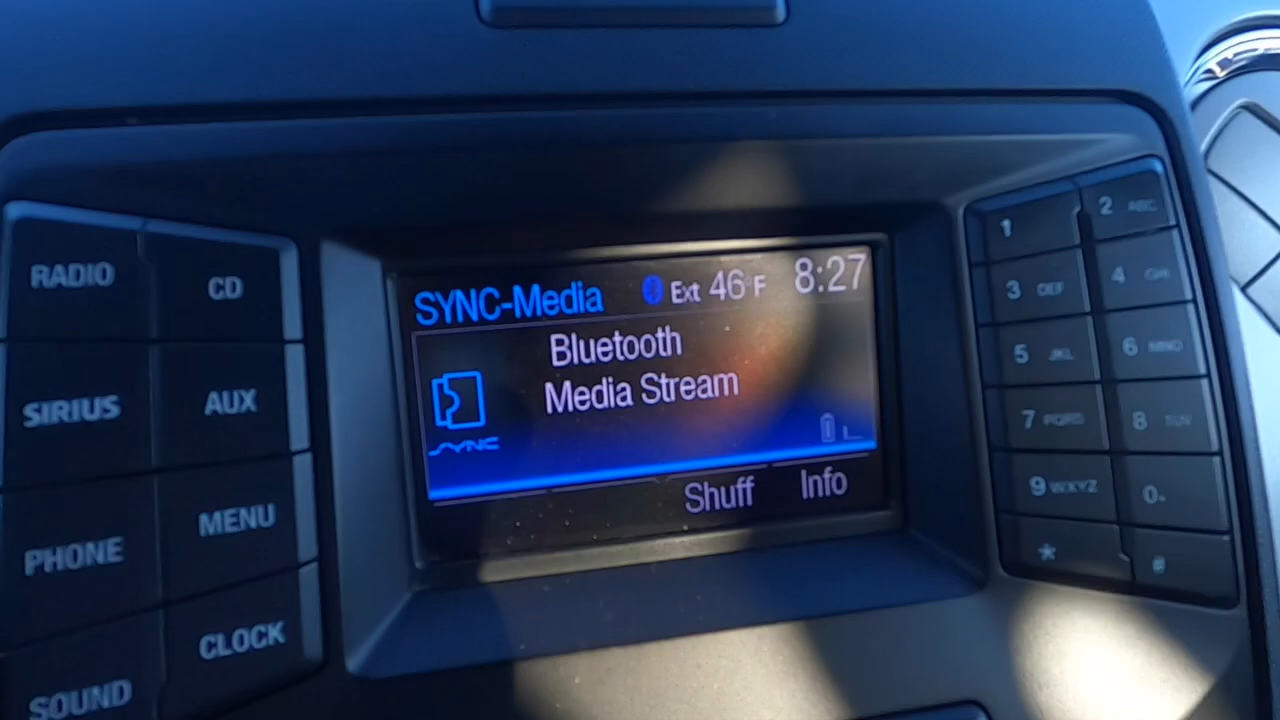 RADIO
CD
SIRIUS
AUX
PHONE
MENU
SOUND
CLOCK
SYNC-Media Ext 46°F 8:27
Bluetooth
Media Stream
SYNC
Shuff Info
1
2 ABC
3 DEF
4 GHI
5 JKL
6 MNO
7 PQRS
8 TUV
9 WXYZ
0+
*
#